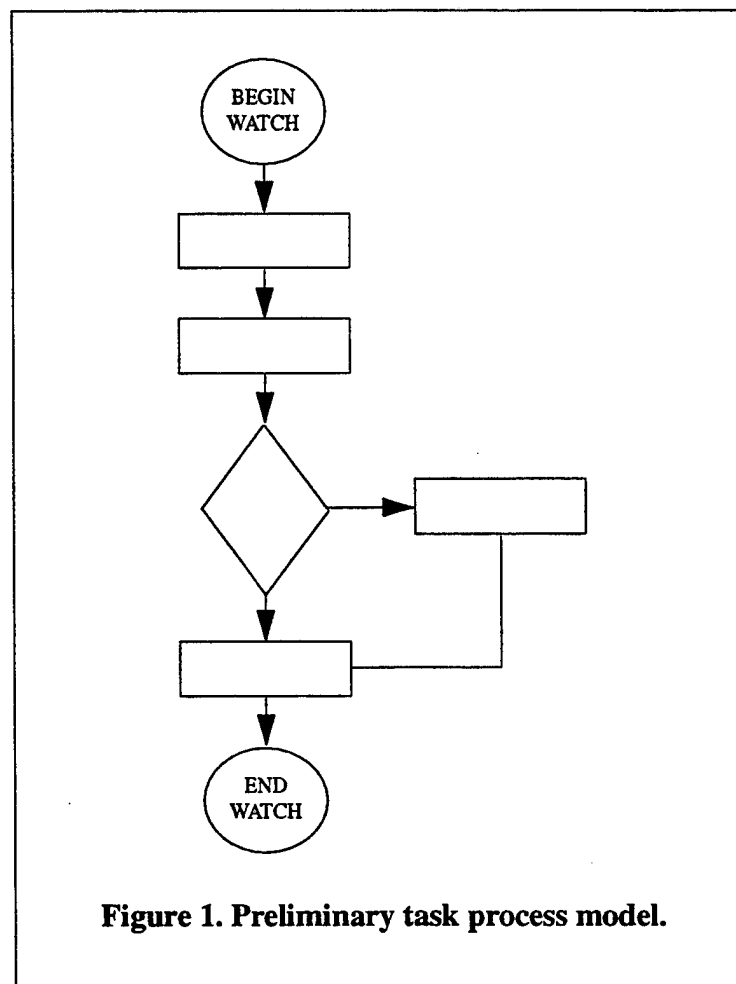 BEGIN
WATCH
END
WATCH
Figure 1. Preliminary task process model.